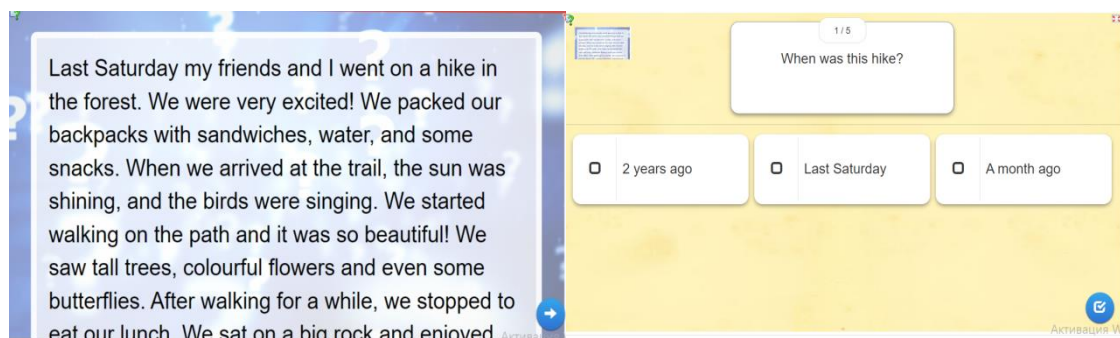 Last Saturday my friends and I went on a hike in
the forest. We were very excited! We packed our
backpacks with sandwiches, water, and some
snacks. When we arrived at the trail, the sun was
shining, and the birds were singing. We started
walking on the path and it was so beautiful! We
saw tall trees, colourful flowers and even some
butterflies. After walking for a while, we stopped to
eat our lunch. We sat on a big rock and enjoyed
1 / 5
When was this hike?
2 years ago
Last Saturday
A month ago
Активация W